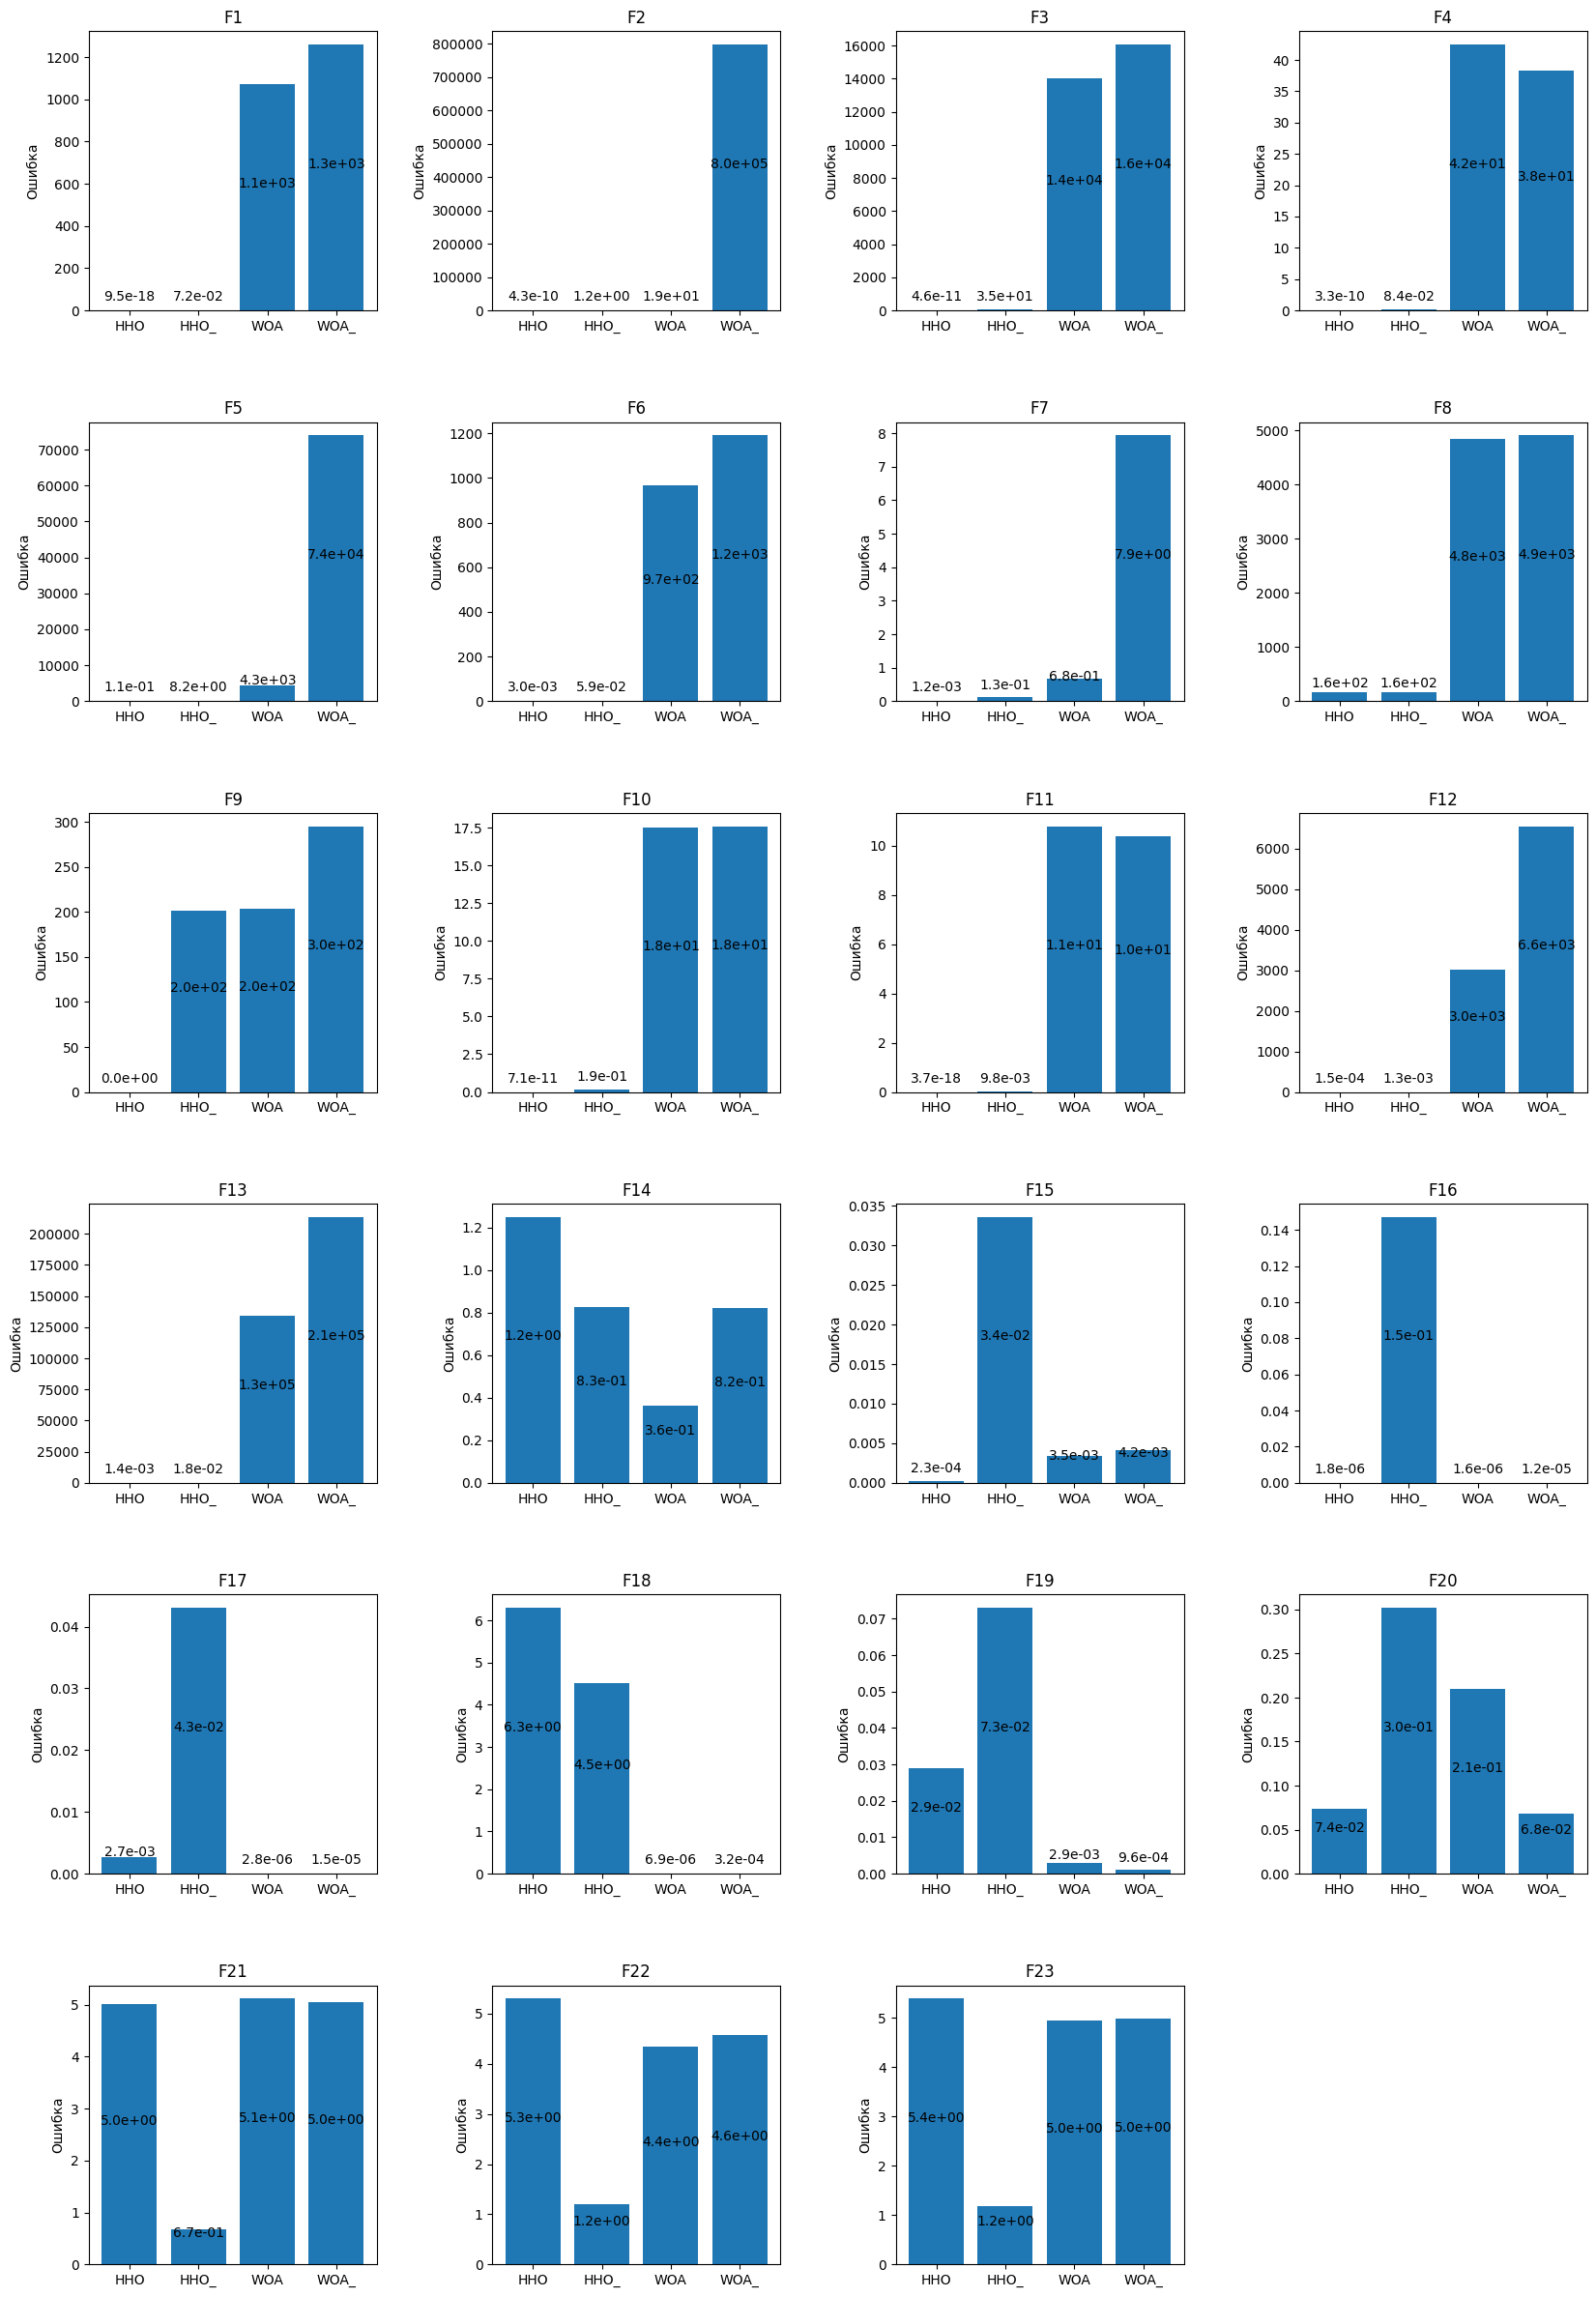 F1
Ошибка
1200
1000
800
600
400
200
0
9.5e-18 7.2e-02 1.1e+03 1.3e+03
HHO HHO_ WOA WOA_
F2
Ошибка
800000
700000
600000
500000
400000
300000
200000
100000
0
4.3e-10 1.2e+00 1.9e+01 8.0e+05
HHO HHO_ WOA WOA_
F3
Ошибка
16000
14000
12000
10000
8000
6000
4000
2000
0
4.6e-11 3.5e+01 1.4e+04 1.6e+04
HHO HHO_ WOA WOA_
F4
Ошибка
40
35
30
25
20
15
10
5
0
3.3e-10 8.4e-02 4.2e+01 3.8e+01
HHO HHO_ WOA WOA_
F5
Ошибка
70000
60000
50000
40000
30000
20000
10000
0
1.1e-01 8.2e+00 4.3e+03 7.4e+04
HHO HHO_ WOA WOA_
F6
Ошибка
1200
1000
800
600
400
200
0
3.0e-03 5.9e-02 9.7e+02 1.2e+03
HHO HHO_ WOA WOA_
F7
Ошибка
8
7
6
5
4
3
2
1
0
1.2e-03 1.3e-01 6.8e-01 7.9e+00
HHO HHO_ WOA WOA_
F8
Ошибка
5000
4000
3000
2000
1000
0
1.6e+02 1.6e+02 4.8e+03 4.9e+03
HHO HHO_ WOA WOA_
F9
Ошибка
300
250
200
150
100
50
0
0.0e+00 2.0e+02 2.0e+02 3.0e+02
HHO HHO_ WOA WOA_
F10
Ошибка
17.5
15.0
12.5
10.0
7.5
5.0
2.5
0.0
7.1e-11 1.9e-01 1.8e+01 1.8e+01
HHO HHO_ WOA WOA_
F11
Ошибка
10
8
6
4
2
0
3.7e-18 9.8e-03 1.1e+01 1.0e+01
HHO HHO_ WOA WOA_
F12
Ошибка
6000
5000
4000
3000
2000
1000
0
1.5e-04 1.3e-03 3.0e+03 6.6e+03
HHO HHO_ WOA WOA_
F13
Ошибка
200000
175000
150000
125000
100000
75000
50000
25000
0
1.4e-03 1.8e-02 1.3e+05 2.1e+05
HHO HHO_ WOA WOA_
F14
Ошибка
1.2
1.0
0.8
0.6
0.4
0.2
0.0
1.2e+00 8.3e-01 3.6e-01 8.2e-01
HHO HHO_ WOA WOA_
F15
Ошибка
0.035
0.030
0.025
0.020
0.015
0.010
0.005
0.000
2.3e-04 3.4e-02 3.5e-03 4.2e-03
HHO HHO_ WOA WOA_
F16
Ошибка
0.14
0.12
0.10
0.08
0.06
0.04
0.02
0.00
1.8e-06 1.5e-01 1.6e-06 1.2e-05
HHO HHO_ WOA WOA_
F17
Ошибка
0.04
0.03
0.02
0.01
0.00
2.7e-03 4.3e-02 2.8e-06 1.5e-05
HHO HHO_ WOA WOA_
F18
Ошибка
6
5
4
3
2
1
0
6.3e+00 4.5e+00 6.9e-06 3.2e-04
HHO HHO_ WOA WOA_
F19
Ошибка
0.07
0.06
0.05
0.04
0.03
0.02
0.01
0.00
2.9e-02 7.3e-02 2.9e-03 9.6e-04
HHO HHO_ WOA WOA_
F20
Ошибка
0.30
0.25
0.20
0.15
0.10
0.05
0.00
7.4e-02 3.0e-01 2.1e-01 6.8e-02
HHO HHO_ WOA WOA_
F21
Ошибка
5
4
3
2
1
0
5.0e+00 6.7e-01 5.1e+00 5.0e+00
HHO HHO_ WOA WOA_
F22
Ошибка
5
4
3
2
1
0
5.3e+00 1.2e+00 4.4e+00 4.6e+00
HHO HHO_ WOA WOA_
F23
Ошибка
5
4
3
2
1
0
5.4e+00 1.2e+00 5.0e+00 5.0e+00
HHO HHO_ WOA WOA_